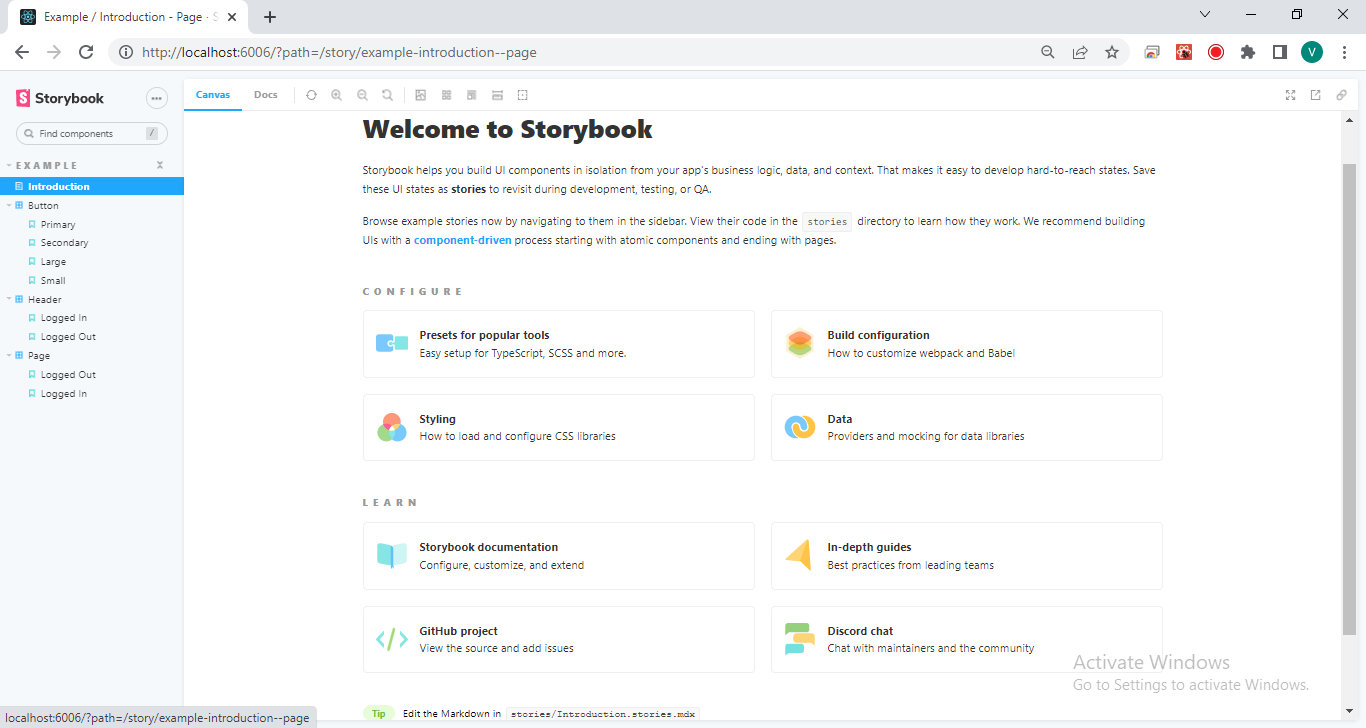 Example / Introduction - Page · S
http://localhost:6006/?path=/story/example-introduction--page
V
Storybook
Find components
/
EXAMPLE
Introduction
Button
Primary
Secondary
Large
Small
Header
Logged In
Logged Out
Page
Logged Out
Logged In
Canvas
Docs
Welcome to Storybook
Storybook helps you build UI components in isolation from your app's business logic, data, and context. That makes it easy to develop hard-to-reach states. Save
these UI states as stories to revisit during development, testing, or QA.
Browse example stories now by navigating to them in the sidebar. View their code in the stories directory to learn how they work. We recommend building
UIs with a component-driven process starting with atomic components and ending with pages.
CONFIGURE
Presets for popular tools
Easy setup for TypeScript, SCSS and more.
Build configuration
How to customize webpack and Babel
Styling
How to load and configure CSS libraries
Data
Providers and mocking for data libraries
LEARN
Storybook documentation
Configure, customize, and extend
In-depth guides
Best practices from leading teams
GitHub project
View the source and add issues
Discord chat
Chat with maintainers and the community
Tip Edit the Markdown in stories/Introduction.stories.mdx
Activate Windows
Go to Settings to activate Windows.
localhost:6006/?path=/story/example-introduction--page